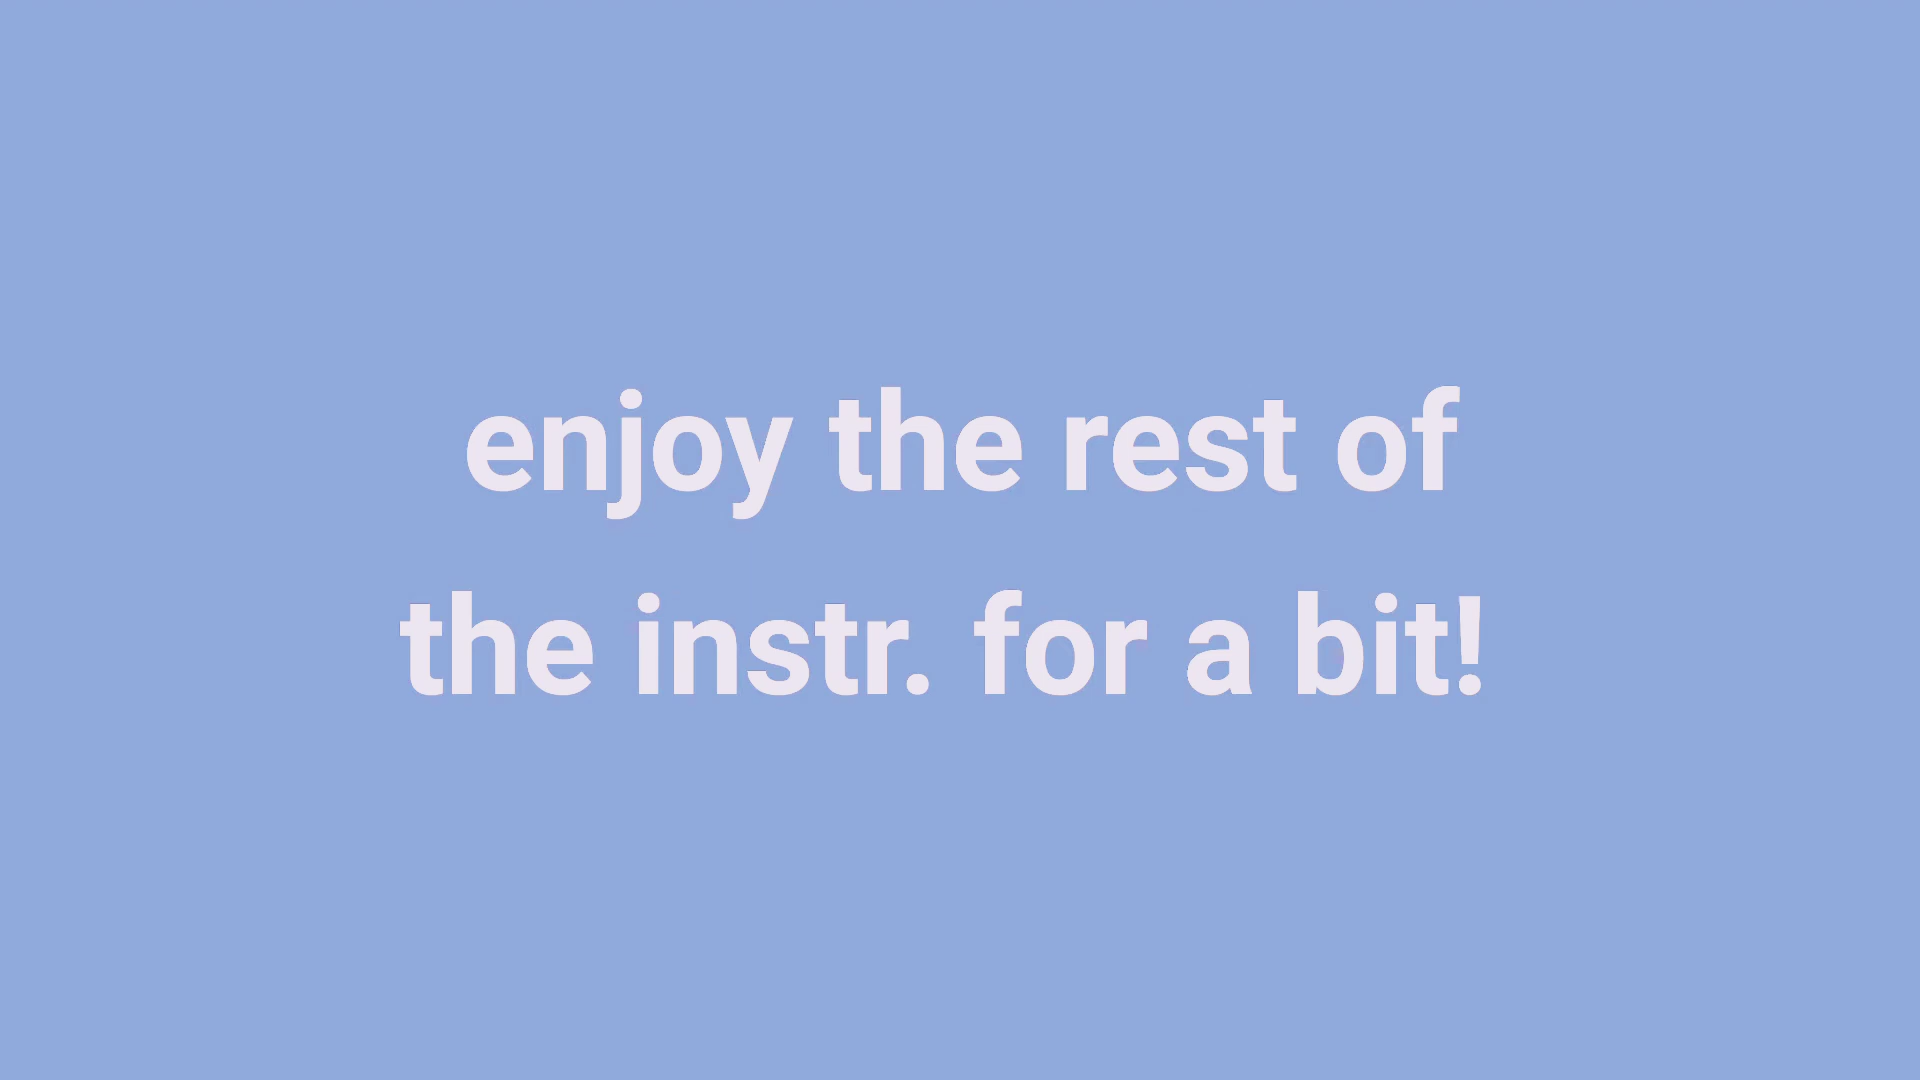 enjoy the rest of
the instr. for a bit!